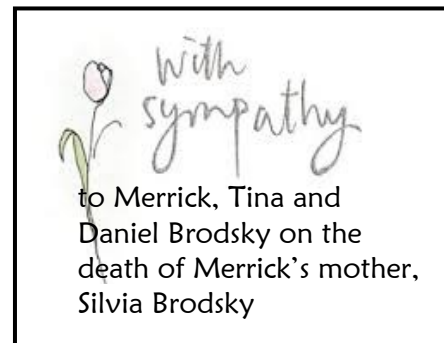 with
sympathy
to Merrick, Tina and
Daniel Brodsky on the
death of Merrick's mother,
Silvia Brodsky